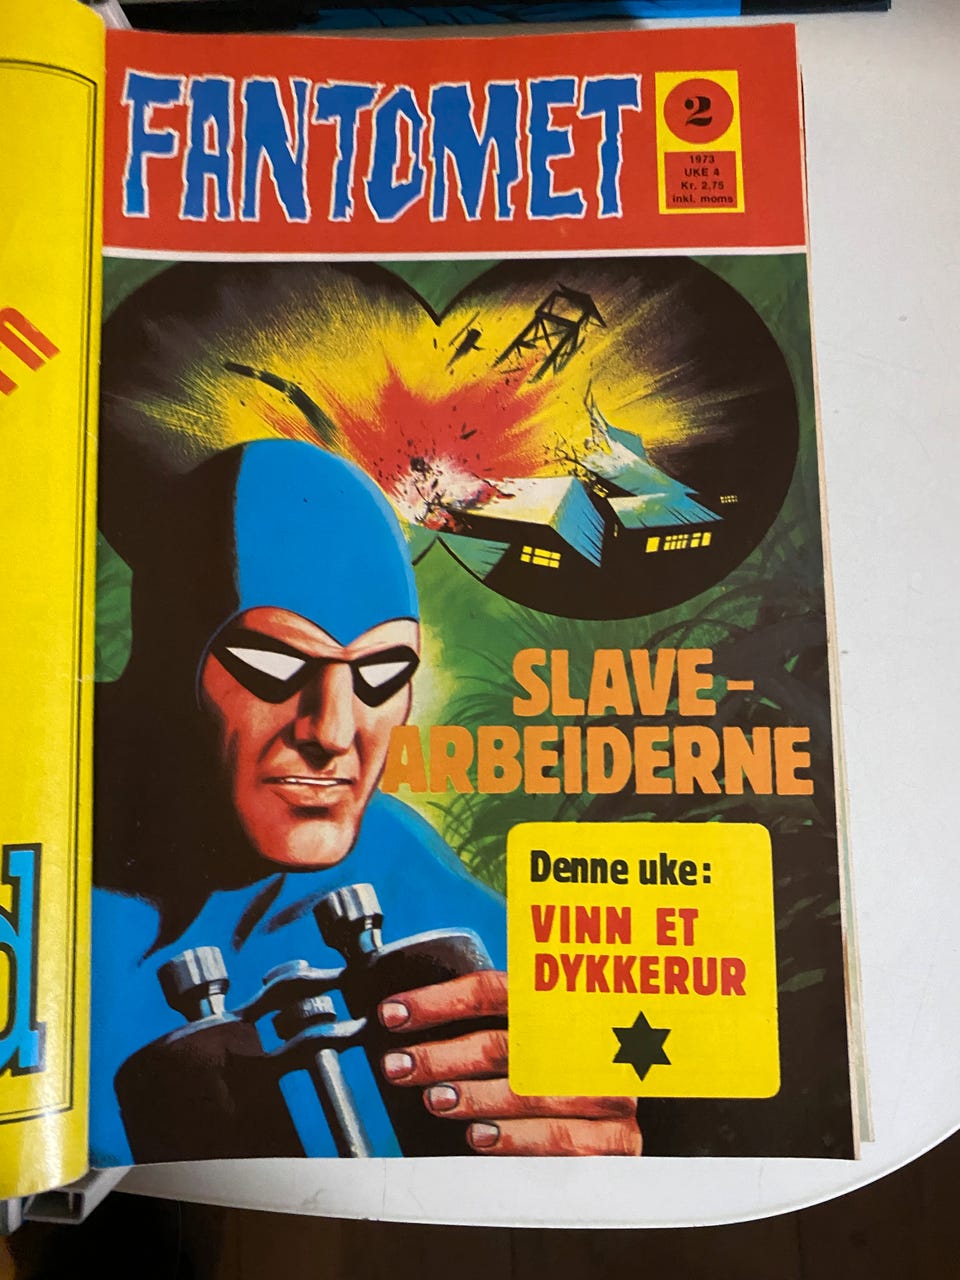 FANTOMET
2
1973
UKE 4
Kr. 2,75
inkl. moms
SLAVE-
ARBEIDERNE
Denne uke:
VINN ET
DYKKERUR